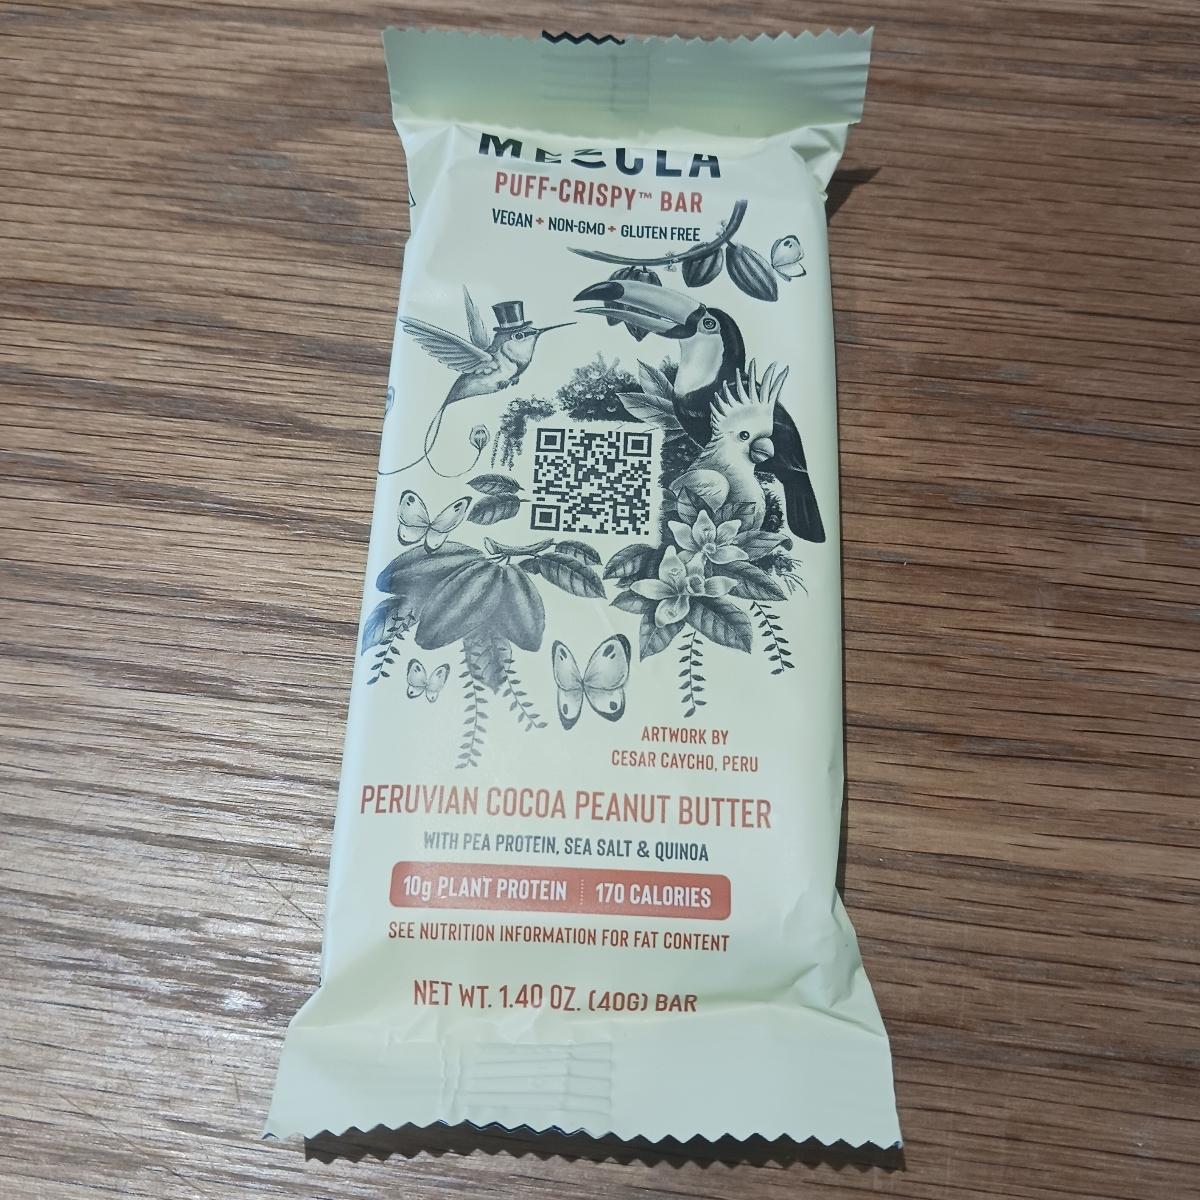 MEZCLA
PUFF-CRISPY™ BAR
VEGAN + NON-GMO + GLUTEN FREE
ARTWORK BY
CESAR CAYCHO, PERU
PERUVIAN COCOA PEANUT BUTTER
WITH PEA PROTEIN, SEA SALT & QUINOA
10g PLANT PROTEIN 170 CALORIES
SEE NUTRITION INFORMATION FOR FAT CONTENT
NET WT. 1.40 OZ. (40G) BAR